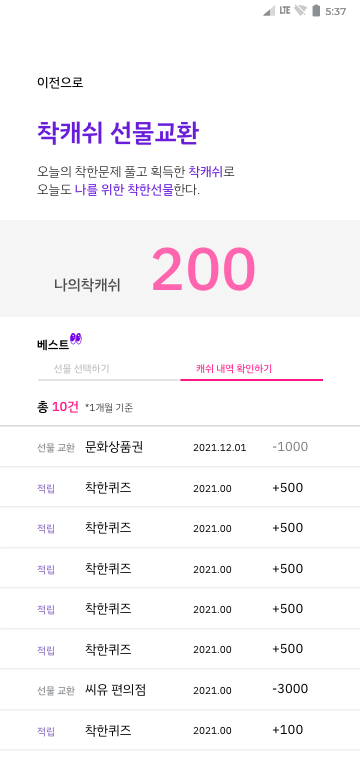 LTE 5:37
이전으로
착캐쉬 선물교환
오늘의 착한문제 풀고 획득한 착캐쉬로
오늘도 나를 위한 착한선물한다.
나의착캐쉬 200
베스트
선물 선택하기 캐쉬 내역 확인하기
총 10건 *1개월 기준
선물 교환 문화상품권 2021.12.01 -1000
적립 착한퀴즈 2021.00 +500
적립 착한퀴즈 2021.00 +500
적립 착한퀴즈 2021.00 +500
적립 착한퀴즈 2021.00 +500
적립 착한퀴즈 2021.00 +500
선물 교환 씨유 편의점 2021.00 -3000
적립 착한퀴즈 2021.00 +100